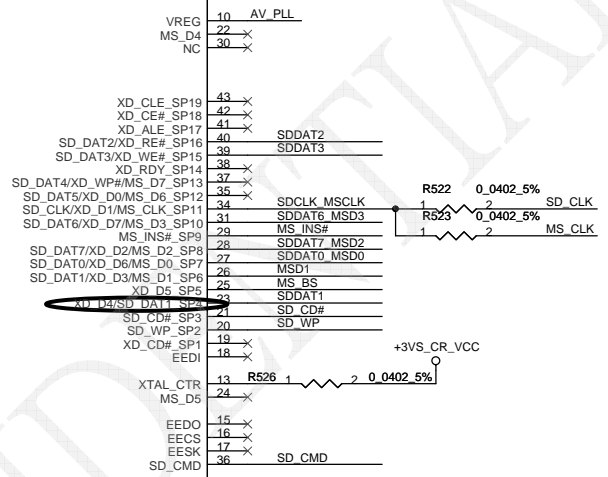 VREG 10 AV_PLL
MS_D4 22
NC 30
XD_CLE_SP19 43
XD_CE#_SP18 42
XD_ALE_SP17 41
SD_DAT2/XD_RE#_SP16 40 SDDAT2
SD_DAT3/XD_WE#_SP15 39 SDDAT3
XD_RDY_SP14 38
SD_DAT4/XD_WP#/MS_D7_SP13 37
SD_DAT5/XD_D0/MS_D6_SP12 35
R522 0_0402_5%
SD_CLK/XD_D1/MS_CLK_SP11 34 SDCLK_MSCLK 1 2 SD_CLK
SD_DAT6/XD_D7/MS_D3_SP10 31 SDDAT6_MSD3 R523 0_0402_5%
MS_INS#_SP9 29 MS_INS# 1 2 MS_CLK
SD_DAT7/XD_D2/MS_D2_SP8 28 SDDAT7_MSD2
SD_DAT0/XD_D6/MS_D0_SP7 27 SDDAT0_MSD0
SD_DAT1/XD_D3/MS_D1_SP6 26 MSD1
XD_D5_SP5 25 MS_BS
XD_D4/SD_DAT1_SP4 23 SDDAT1
SD_CD#_SP3 21 SD_CD#
SD_WP_SP2 20 SD_WP
XD_CD#_SP1 19
EEDI 18
+3VS_CR_VCC
XTAL_CTR 13 R526 1 2 0_0402_5%
MS_D5 24
EEDO 15
EECS 16
EESK 17
SD_CMD 36 SD_CMD